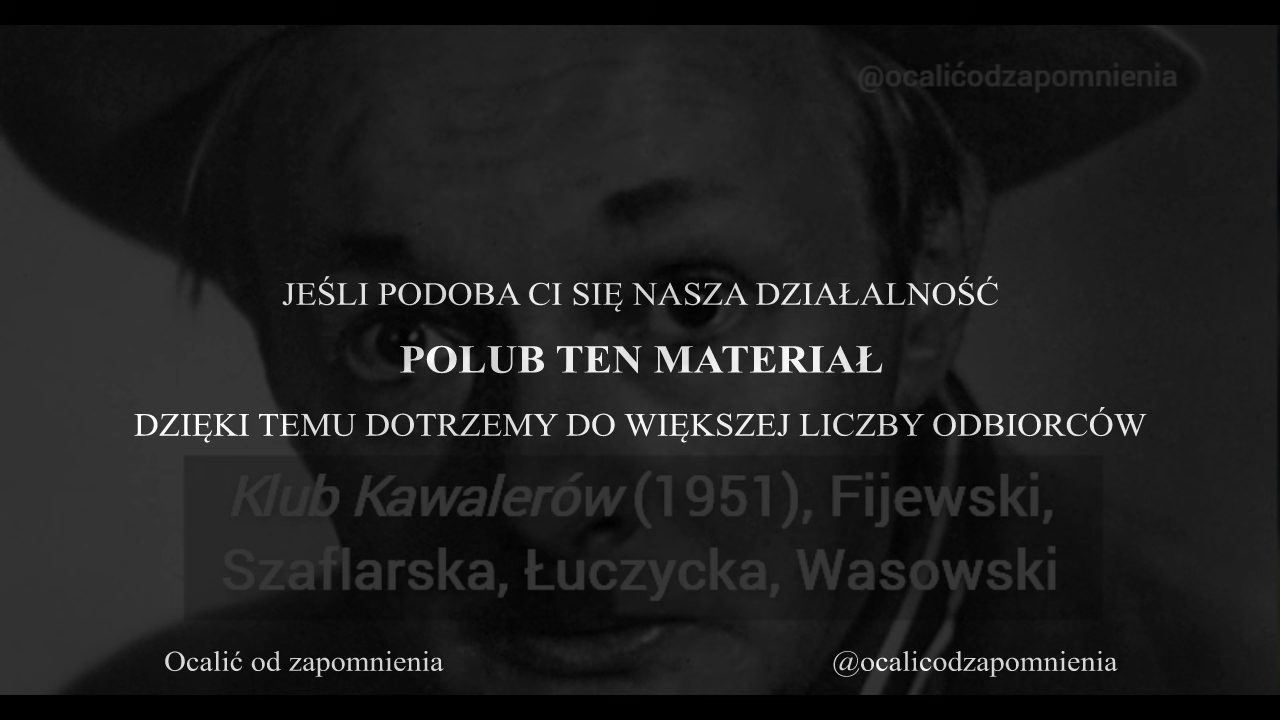 @ocalićodzapomnienia
JEŚLI PODOBA CI SIĘ NASZA DZIAŁALNOŚĆ
POLUB TEN MATERIAŁ
DZIĘKI TEMU DOTRZEMY DO WIĘKSZEJ LICZBY ODBIORCÓW
Klub Kawalerów (1951), Fijewski,
Szaflarska, Łuczycka, Wasowski
Ocalić od zapomnienia
@ocalicodzapomnienia